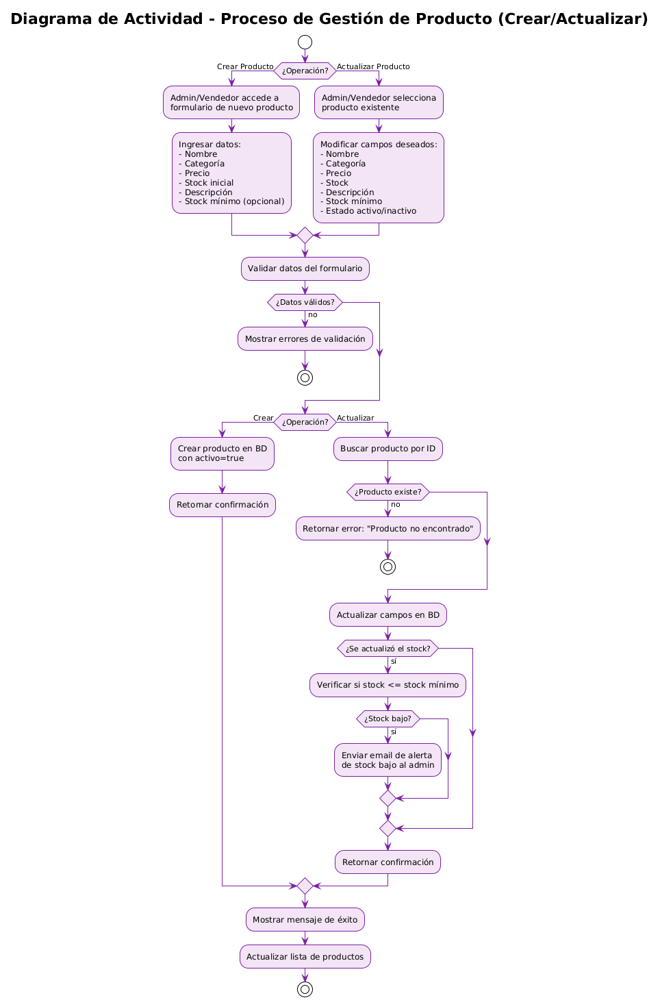 Diagrama de Actividad - Proceso de Gestión de Producto (Crear/Actualizar)
¿Operación?
Crear Producto
Actualizar Producto
Admin/Vendedor accede a
formulario de nuevo producto
Ingresar datos:
- Nombre
- Categoría
- Precio
- Stock inicial
- Descripción
- Stock mínimo (opcional)
Admin/Vendedor selecciona
producto existente
Modificar campos deseados:
- Nombre
- Categoría
- Precio
- Stock
- Descripción
- Stock mínimo
- Estado activo/inactivo
Validar datos del formulario
¿Datos válidos?
no
Mostrar errores de validación
¿Operación?
Crear
Actualizar
Crear producto en BD
con activo=true
Retornar confirmación
Buscar producto por ID
¿Producto existe?
no
Retornar error: "Producto no encontrado"
Actualizar campos en BD
¿Se actualizó el stock?
sí
Verificar si stock <= stock mínimo
¿Stock bajo?
sí
Enviar email de alerta
de stock bajo al admin
Retornar confirmación
Mostrar mensaje de éxito
Actualizar lista de productos